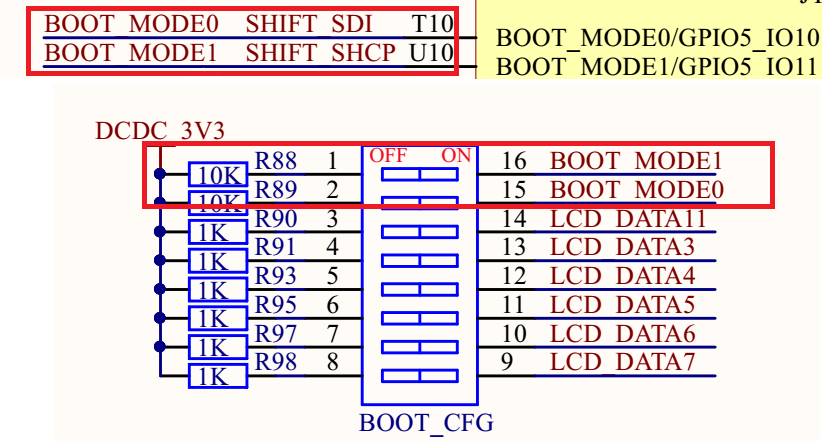 BOOT_MODE0 SHIFT_SDI T10
BOOT_MODE1 SHIFT_SHCP U10
BOOT_MODE0/GPIO5_IO10
BOOT_MODE1/GPIO5_IO11
DCDC_3V3
OFF ON
10K R88 1 16 BOOT_MODE1
10K R89 2 15 BOOT_MODE0
1K R90 3 14 LCD_DATA11
1K R91 4 13 LCD_DATA3
1K R93 5 12 LCD_DATA4
1K R95 6 11 LCD_DATA5
1K R97 7 10 LCD_DATA6
1K R98 8 9 LCD_DATA7
BOOT_CFG